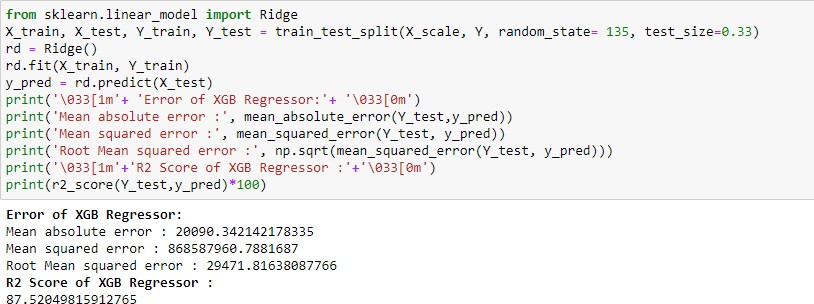 from sklearn.linear_model import Ridge
X_train, X_test, Y_train, Y_test = train_test_split(X_scale, Y, random_state= 135, test_size=0.33)
rd = Ridge()
rd.fit(X_train, Y_train)
y_pred = rd.predict(X_test)
print('\033[1m'+ 'Error of XGB Regressor:'+ '\033[0m')
print('Mean absolute error :', mean_absolute_error(Y_test,y_pred))
print('Mean squared error :', mean_squared_error(Y_test, y_pred))
print('Root Mean squared error :', np.sqrt(mean_squared_error(Y_test, y_pred)))
print('\033[1m'+'R2 Score of XGB Regressor :'+'\033[0m')
print(r2_score(Y_test,y_pred)*100)
Error of XGB Regressor:
Mean absolute error : 20090.342142178335
Mean squared error : 868587960.7881687
Root Mean squared error : 29471.81638087766
R2 Score of XGB Regressor :
87.52049815912765